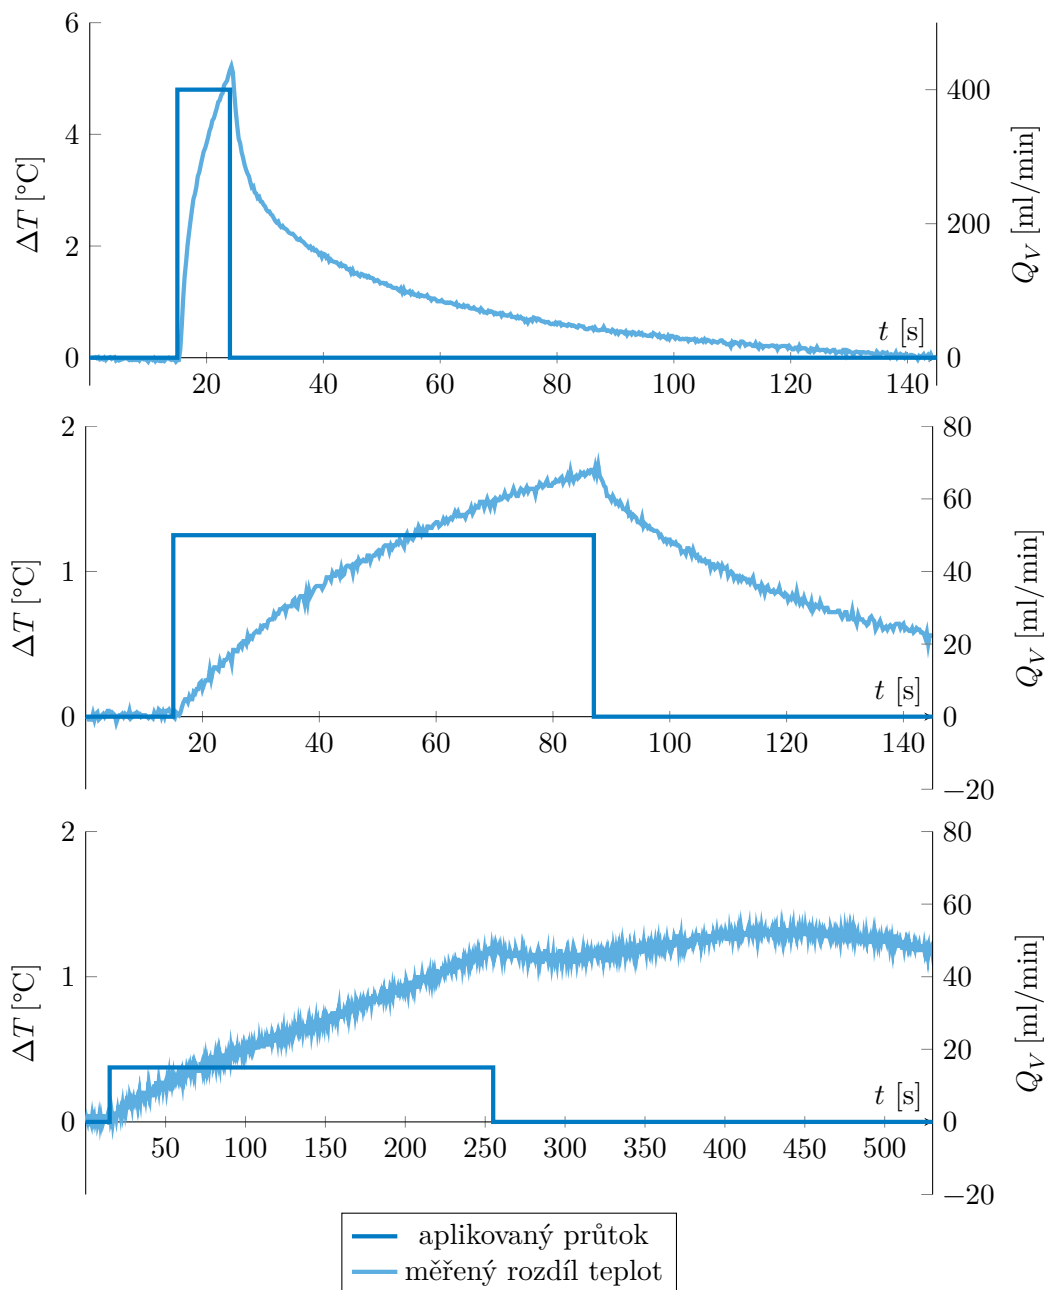 6
4
2
0
ΔT [°C]
400
200
0
Q_V [ml/min]
t [s]
20 40 60 80 100 120 140
2
1
0
ΔT [°C]
80
60
40
20
0
−20
Q_V [ml/min]
t [s]
20 40 60 80 100 120 140
2
1
0
ΔT [°C]
80
60
40
20
0
−20
Q_V [ml/min]
t [s]
50 100 150 200 250 300 350 400 450 500
aplikovaný průtok
měřený rozdíl teplot